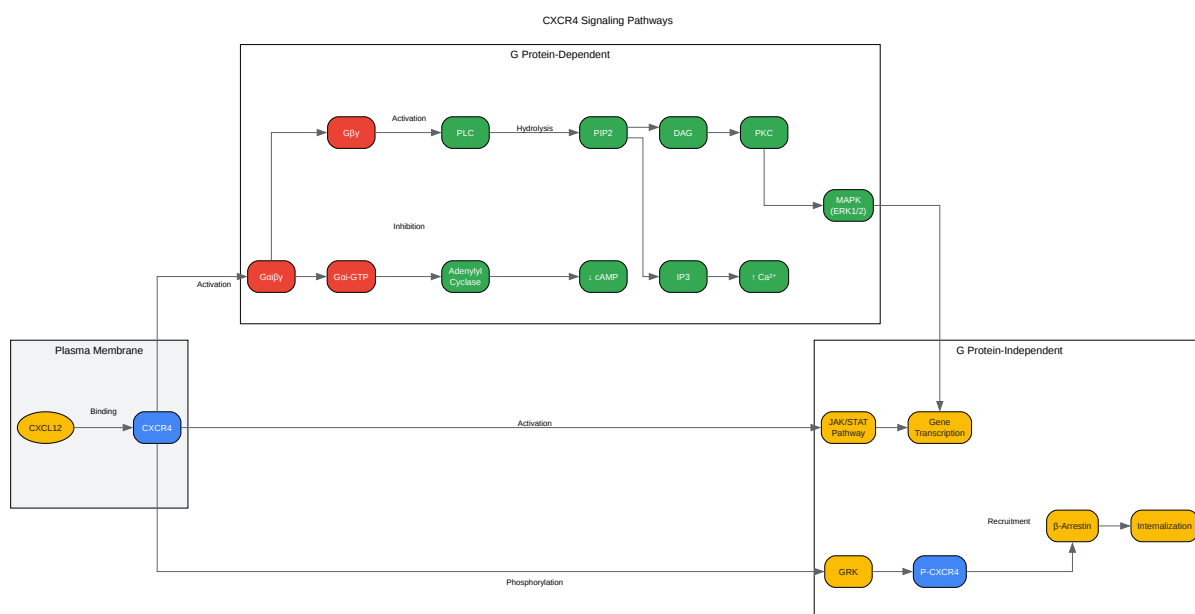 CXCR4 Signaling Pathways
G Protein-Dependent
Activation
Gβγ
PLC
Hydrolysis
PIP2
DAG
PKC
MAPK
(ERK1/2)
Inhibition
Gαiβγ
Gαi-GTP
Adenylyl
Cyclase
↓ cAMP
IP3
↑ Ca²⁺
Activation
Plasma Membrane
G Protein-Independent
Binding
CXCL12
CXCR4
Activation
JAK/STAT
Pathway
Gene
Transcription
Recruitment
β-Arrestin
Internalization
Phosphorylation
GRK
P-CXCR4